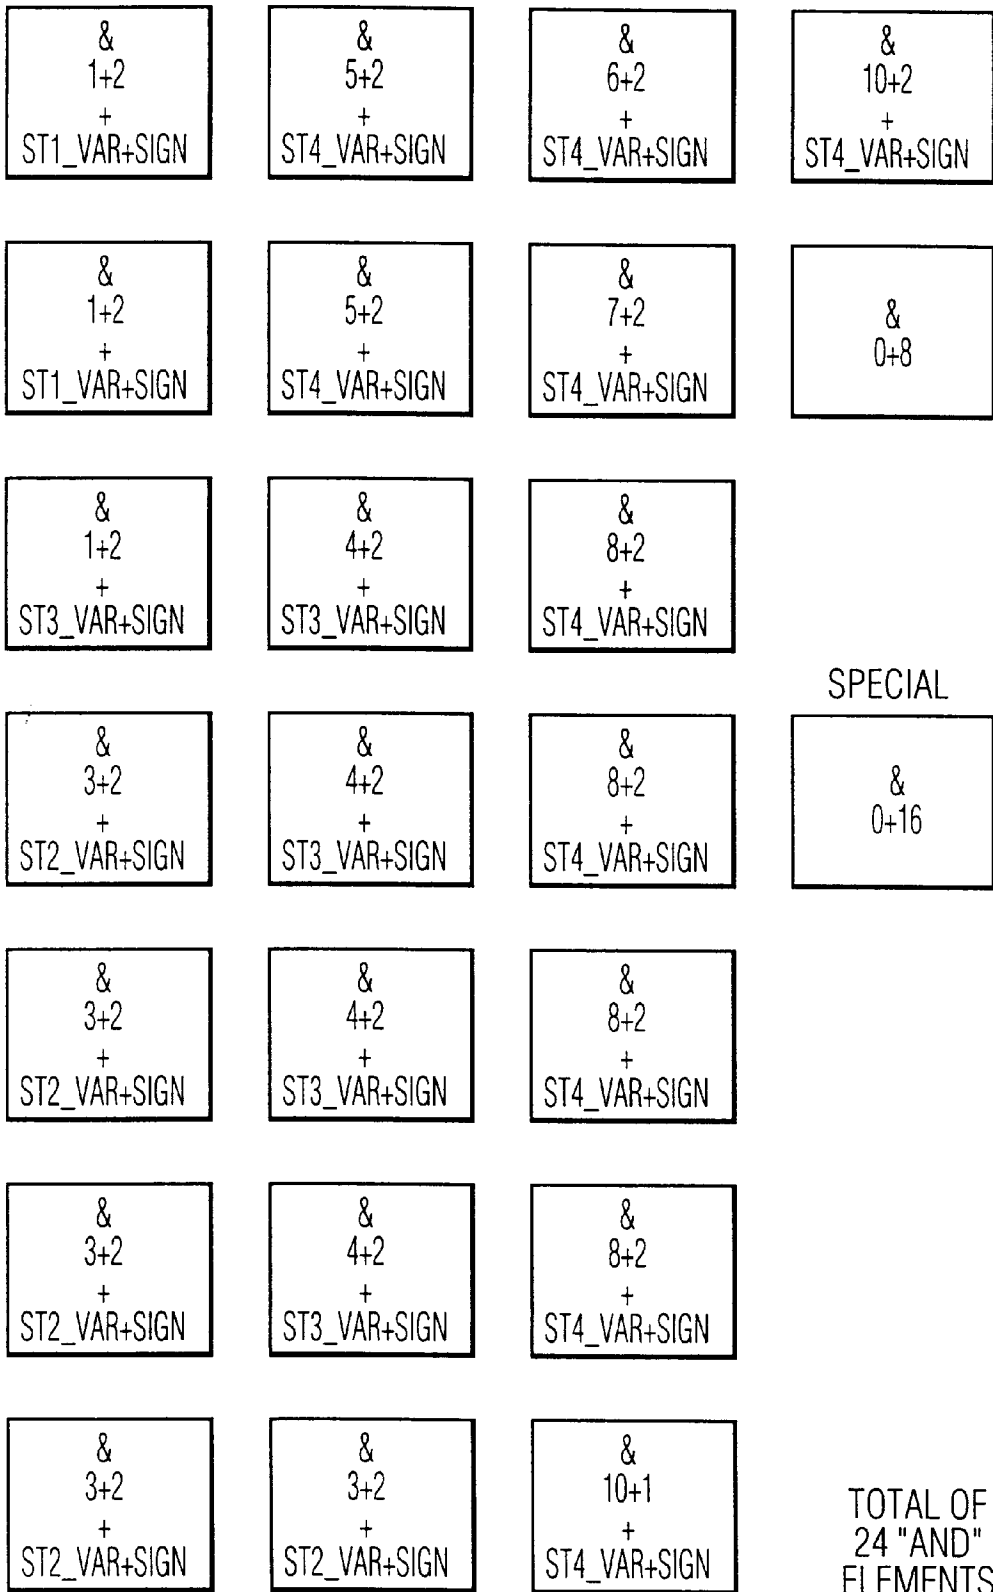 &
1+2
+
ST1_VAR+SIGN
&
5+2
+
ST4_VAR+SIGN
&
6+2
+
ST4_VAR+SIGN
&
10+2
+
ST4_VAR+SIGN
&
1+2
+
ST1_VAR+SIGN
&
5+2
+
ST4_VAR+SIGN
&
7+2
+
ST4_VAR+SIGN
&
0+8
&
1+2
+
ST3_VAR+SIGN
&
4+2
+
ST3_VAR+SIGN
&
8+2
+
ST4_VAR+SIGN
&
3+2
+
ST2_VAR+SIGN
&
4+2
+
ST3_VAR+SIGN
&
8+2
+
ST4_VAR+SIGN
SPECIAL
&
0+16
&
3+2
+
ST2_VAR+SIGN
&
4+2
+
ST3_VAR+SIGN
&
8+2
+
ST4_VAR+SIGN
&
3+2
+
ST2_VAR+SIGN
&
4+2
+
ST3_VAR+SIGN
&
8+2
+
ST4_VAR+SIGN
&
3+2
+
ST2_VAR+SIGN
&
3+2
+
ST2_VAR+SIGN
&
10+1
+
ST4_VAR+SIGN
TOTAL OF
24 "AND"
ELEMENTS